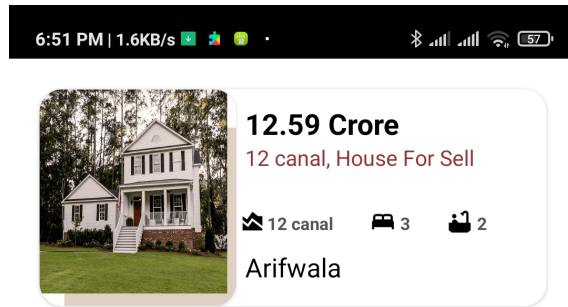 6:51 PM | 1.6KB/s
57
12.59 Crore
12 canal, House For Sell
12 canal 3 2
Arifwala